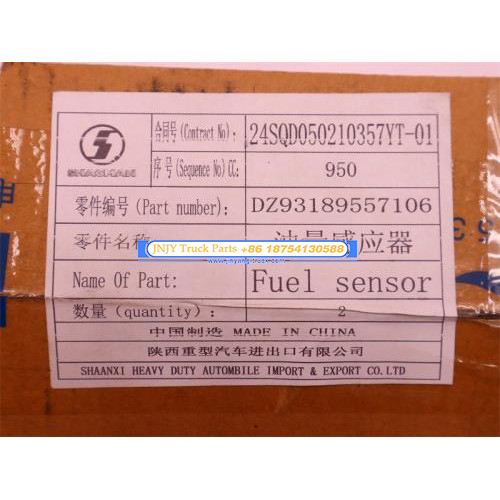 SHACMAN
合同号(Contract No): 24SQD050210357YT-01
序号(Sequence No)CC: 950
零件编号(Part number): DZ93189557106
零件名称 油量感应器
JNJY Truck Parts +86 18754130588
Name Of Part: Fuel sensor
数量(quantity): 2
中国制造 MADE IN CHINA
陕西重型汽车进出口有限公司
SHAANXI HEAVY DUTY AUTOMBILE IMPORT & EXPORT CO.LTD